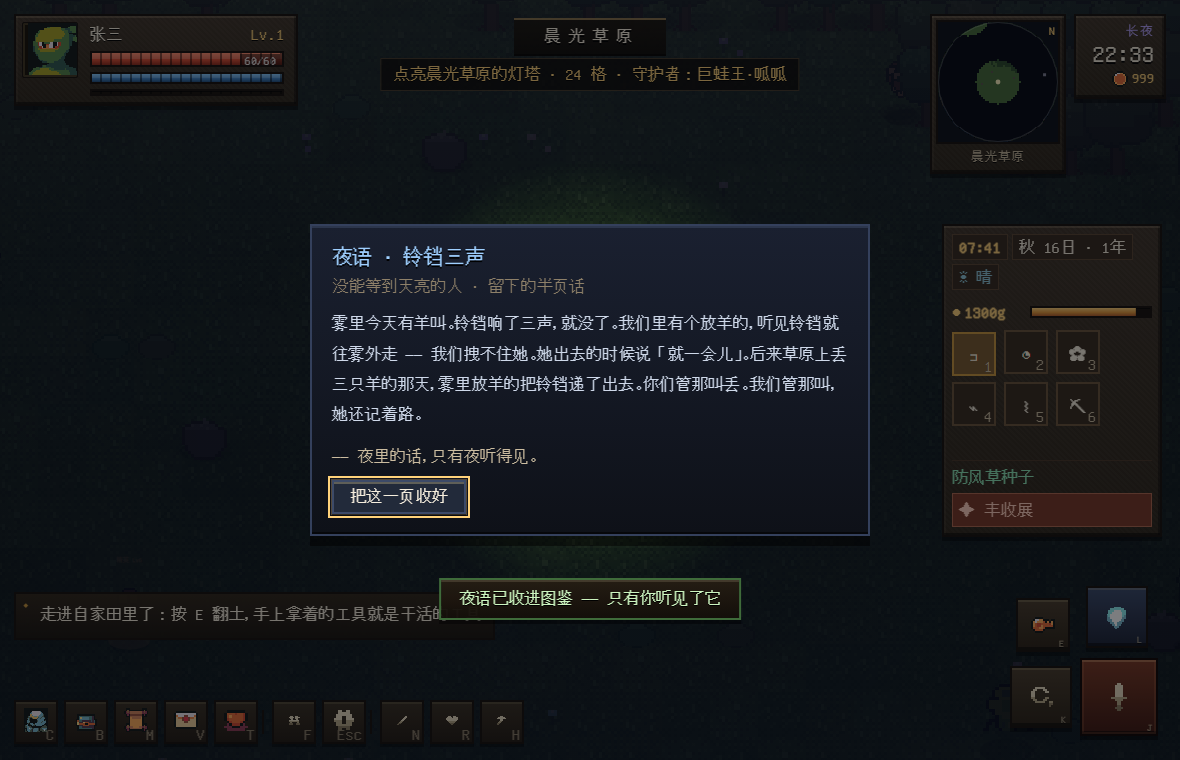 张三
Lv.1
60/60
晨光草原
点亮晨光草原的灯塔 · 24 格 · 守护者：巨蛙王·呱呱
N
晨光草原
长夜
22:33
999
夜语 · 铃铛三声
没能等到天亮的人 · 留下的半页话
雾里今天有羊叫。铃铛响了三声，就没了。我们里有个放羊的，听见铃铛就
往雾外走 —— 我们拽不住她。她出去的时候说「就一会儿」。后来草原上丢
三只羊的那天，雾里放羊的把铃铛递了出去。你们管那叫丢。我们管那叫，
她还记着路。
—— 夜里的话，只有夜听得见。
把这一页收好
07:41
秋 16日 · 1年
晴
1300g
1
2
3
4
5
6
防风草种子
丰收展
夜语已收进图鉴 —— 只有你听见了它
走进自家田里了：按 E 翻土，手上拿着的工具就是干活的
E
L
K
J
C
B
M
V
T
F
ESC
N
R
H